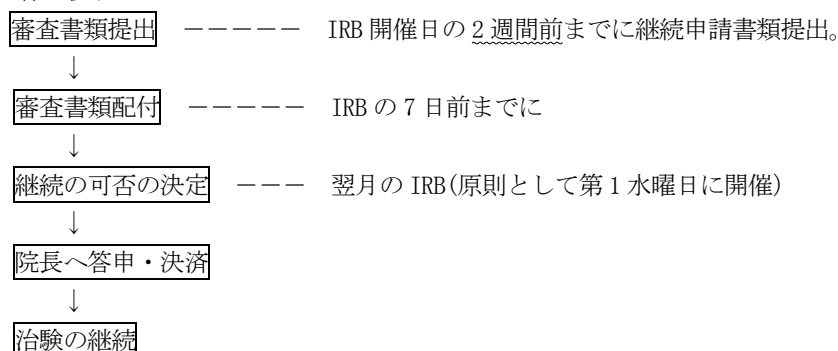 審査書類提出 －－－－－ IRB 開催日の 2 週間前までに継続申請書類提出。
↓
審査書類配付 －－－－－ IRB の 7 日前までに
↓
継続の可否の決定 －－－ 翌月の IRB(原則として第 1 水曜日に開催)
↓
院長へ答申・決済
↓
治験の継続